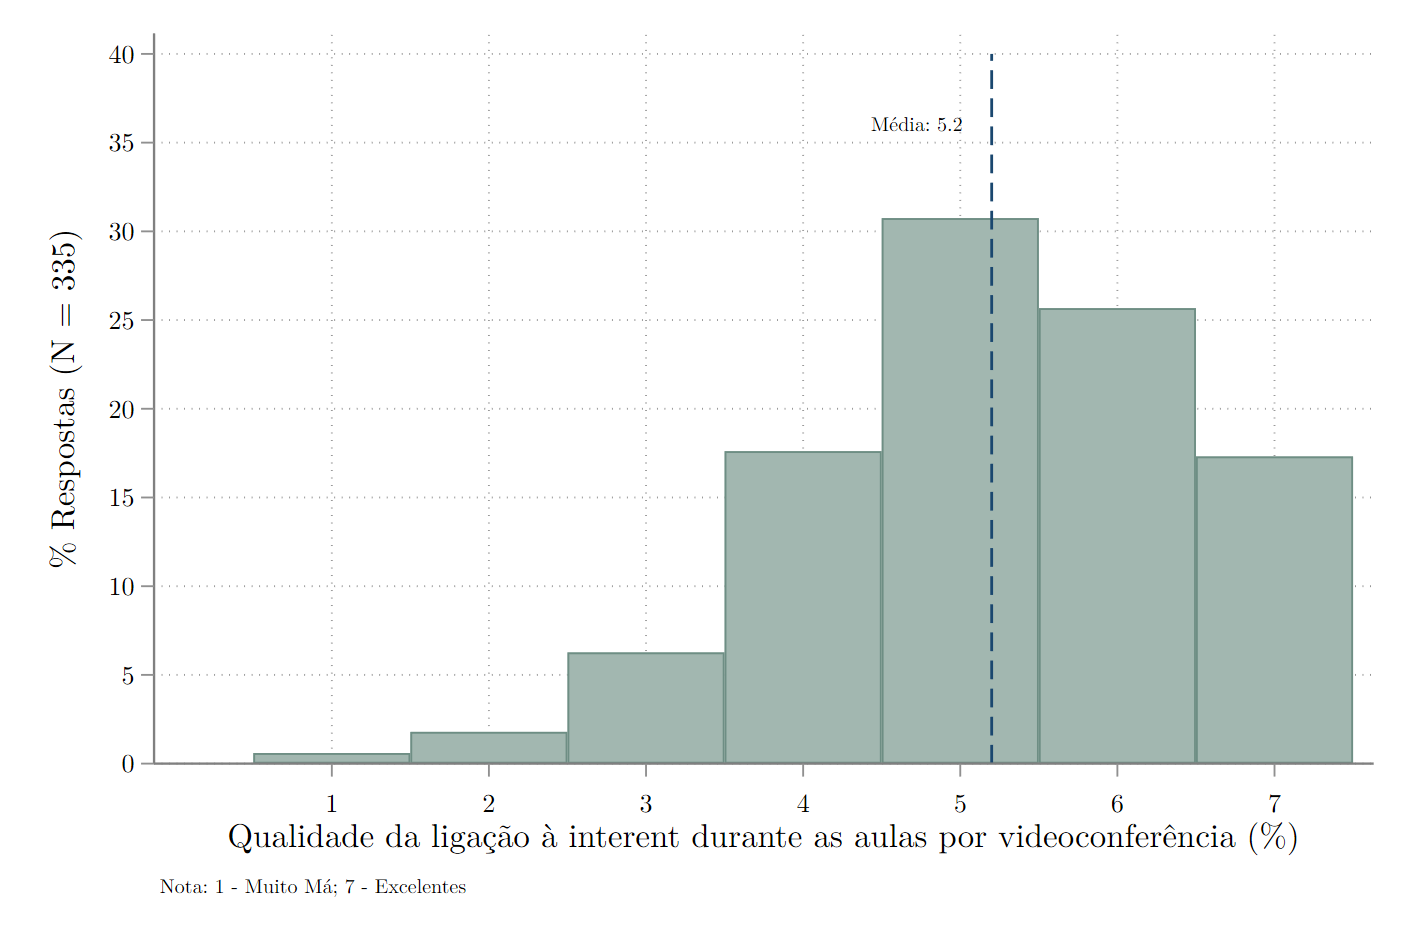 40
35
30
25
20
15
10
5
0
% Respostas (N = 335)
Média: 5.2
1 2 3 4 5 6 7
Qualidade da ligação à interent durante as aulas por videoconferência (%)
Nota: 1 - Muito Má; 7 - Excelentes